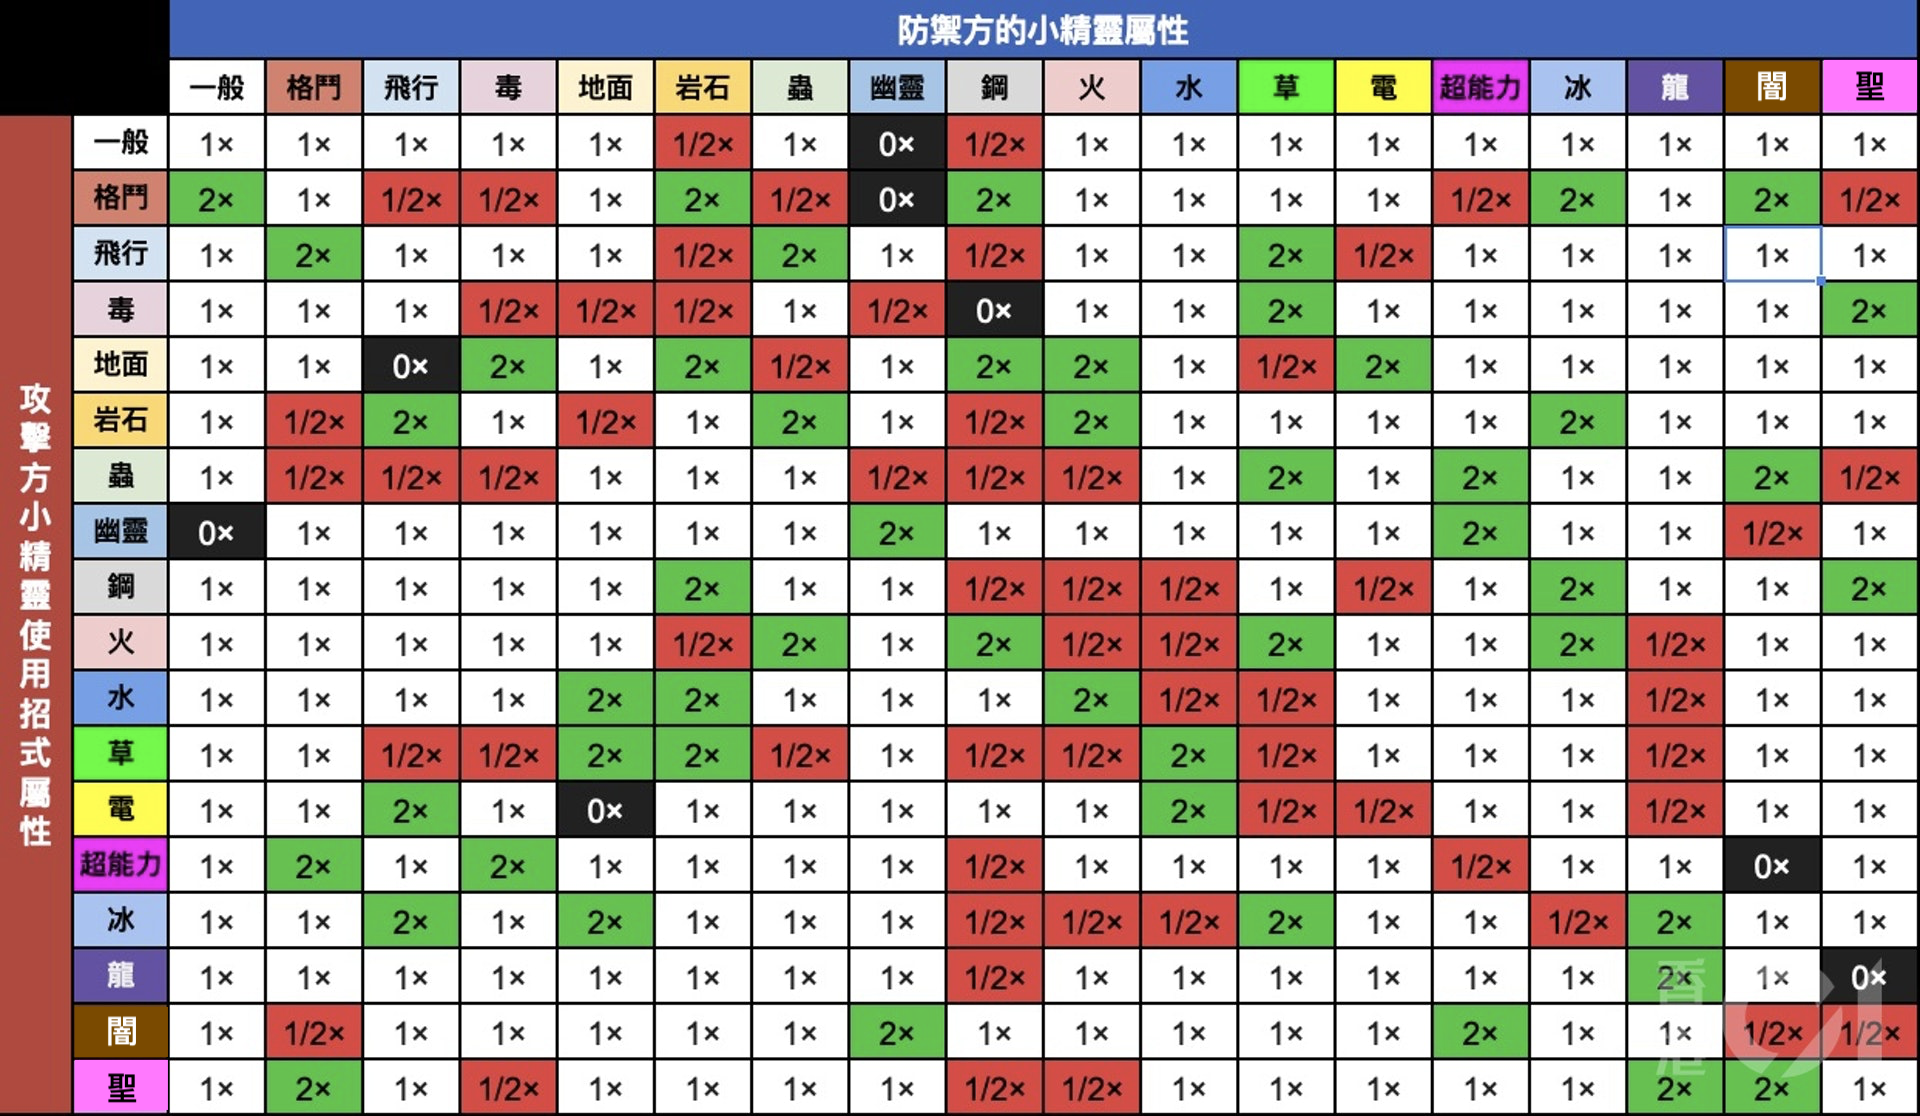 防禦方的小精靈屬性
一般 格鬥 飛行 毒 地面 岩石 蟲 幽靈 鋼 火 水 草 電 超能力 冰 龍 闇 聖
攻擊方小精靈使用招式屬性
一般 1× 1× 1× 1× 1× 1/2× 1× 0× 1/2× 1× 1× 1× 1× 1× 1× 1× 1× 1×
格鬥 2× 1× 1/2× 1/2× 1× 2× 1/2× 0× 2× 1× 1× 1× 1× 1/2× 2× 1× 2× 1/2×
飛行 1× 2× 1× 1× 1× 1/2× 2× 1× 1/2× 1× 1× 2× 1/2× 1× 1× 1× 1× 1×
毒 1× 1× 1× 1/2× 1/2× 1/2× 1× 1/2× 0× 1× 1× 2× 1× 1× 1× 1× 1× 2×
地面 1× 1× 0× 2× 1× 2× 1/2× 1× 2× 2× 1× 1/2× 2× 1× 1× 1× 1× 1×
岩石 1× 1/2× 2× 1× 1/2× 1× 2× 1× 1/2× 2× 1× 1× 1× 1× 2× 1× 1× 1×
蟲 1× 1/2× 1/2× 1/2× 1× 1× 1× 1/2× 1/2× 1/2× 1× 2× 1× 2× 1× 1× 2× 1/2×
幽靈 0× 1× 1× 1× 1× 1× 1× 2× 1× 1× 1× 1× 1× 2× 1× 1× 1/2× 1×
鋼 1× 1× 1× 1× 1× 2× 1× 1× 1/2× 1/2× 1/2× 1× 1/2× 1× 2× 1× 1× 2×
火 1× 1× 1× 1× 1× 1/2× 2× 1× 2× 1/2× 1/2× 2× 1× 1× 2× 1/2× 1× 1×
水 1× 1× 1× 1× 2× 2× 1× 1× 1× 2× 1/2× 1/2× 1× 1× 1× 1/2× 1× 1×
草 1× 1× 1/2× 1/2× 2× 2× 1/2× 1× 1/2× 1/2× 2× 1/2× 1× 1× 1× 1/2× 1× 1×
電 1× 1× 2× 1× 0× 1× 1× 1× 1× 1× 2× 1/2× 1/2× 1× 1× 1/2× 1× 1×
超能力 1× 2× 1× 2× 1× 1× 1× 1× 1/2× 1× 1× 1× 1× 1/2× 1× 1× 0× 1×
冰 1× 1× 2× 1× 2× 1× 1× 1× 1/2× 1/2× 1/2× 2× 1× 1× 1/2× 2× 1× 1×
龍 1× 1× 1× 1× 1× 1× 1× 1× 1/2× 1× 1× 1× 1× 1× 1× 2× 1× 0×
闇 1× 1/2× 1× 1× 1× 1× 1× 2× 1× 1× 1× 1× 1× 2× 1× 1× 1/2× 1/2×
聖 1× 2× 1× 1/2× 1× 1× 1× 1× 1/2× 1/2× 1× 1× 1× 1× 1× 2× 2× 1×
香港 01